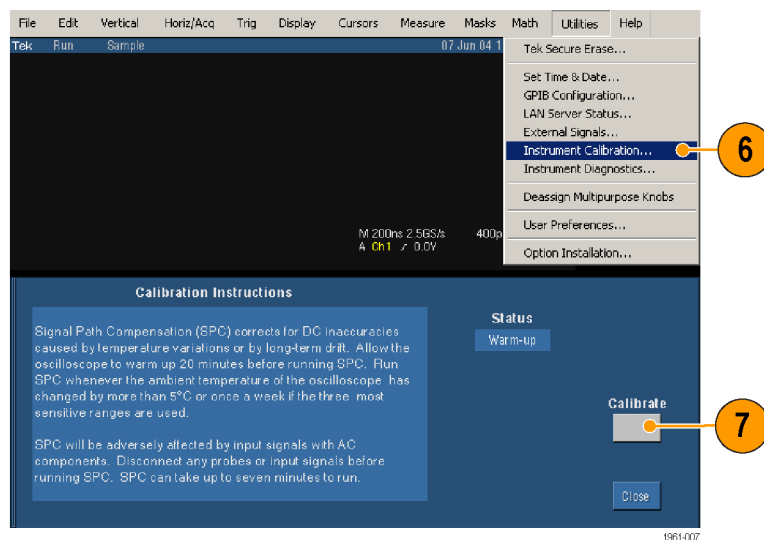 File Edit Vertical Horiz/Acq Trig Display Cursors Measure Masks Math Utilities Help
Tek Run Sample 07 Jun 04 1
Tek Secure Erase...
Set Time & Date...
GPIB Configuration...
LAN Server Status...
External Signals...
Instrument Calibration...
6
Instrument Diagnostics...
Deassign Multipurpose Knobs
User Preferences...
Option Installation...
M 200ns 2.5GS/s 400p
A Ch1 0.0V
Calibration Instructions
Signal Path Compensation (SPC) corrects for DC inaccuracies
caused by temperature variations or by long-term drift. Allow the
oscilloscope to warm up 20 minutes before running SPC. Run
SPC whenever the ambient temperature of the oscilloscope has
changed by more than 5°C or once a week if the three most
sensitive ranges are used.
SPC will be adversely affected by input signals with AC
components. Disconnect any probes or input signals before
running SPC. SPC can take up to seven minutes to run.
Status
Warm-up
Calibrate
7
Close
1961-007